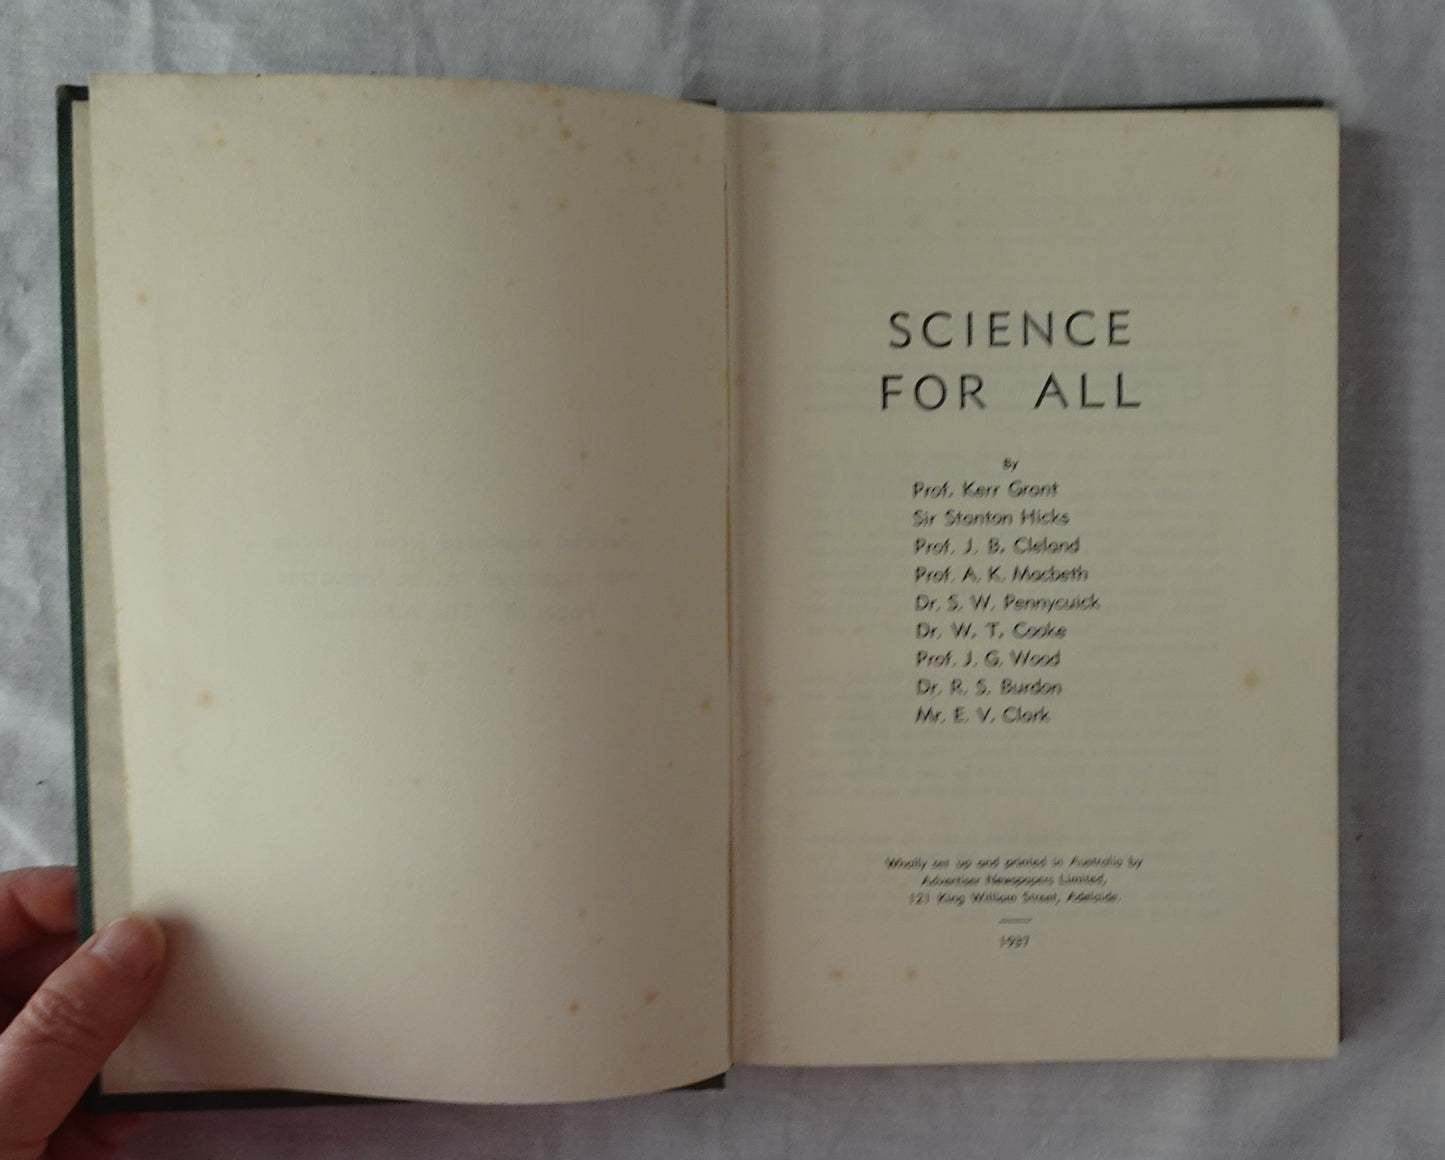 SCIENCE
FOR ALL
By
Prof. Kerr Grant
Sir Stanton Hicks
Prof. J. B. Cleland
Prof. A. K. Macbeth
Dr. S. W. Pennycuick
Dr. W. T. Cooke
Prof. J. G. Wood
Dr. R. S. Burdon
Mr. E. V. Clark
Wholly set up and printed in Australia by
Advertiser Newspapers Limited,
121 King William Street, Adelaide.
1937